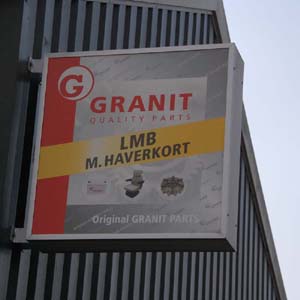 G
GRANIT
QUALITY PARTS
LMB
M. HAVERKORT
Original GRANIT PARTS